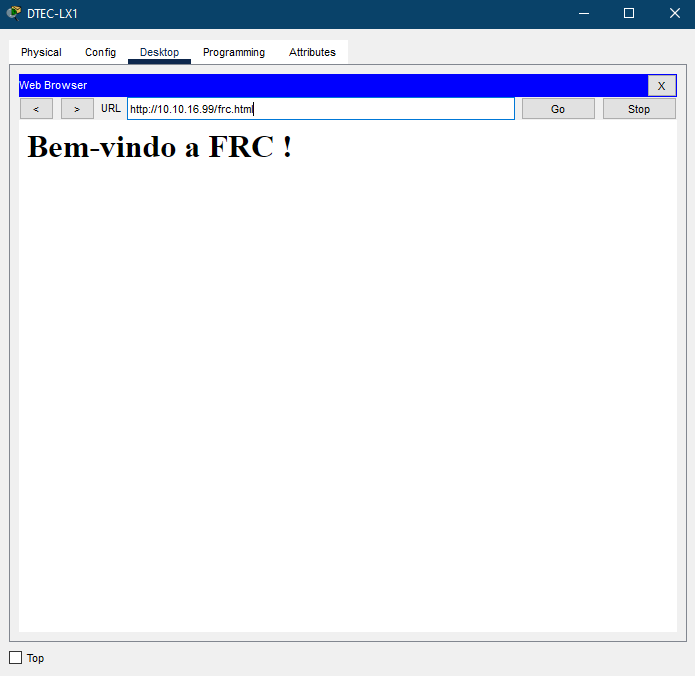 DTEC-LX1
Physical Config Desktop Programming Attributes
Web Browser X
< > URL http://10.10.16.99/frc.html Go Stop
Bem-vindo a FRC !
Top